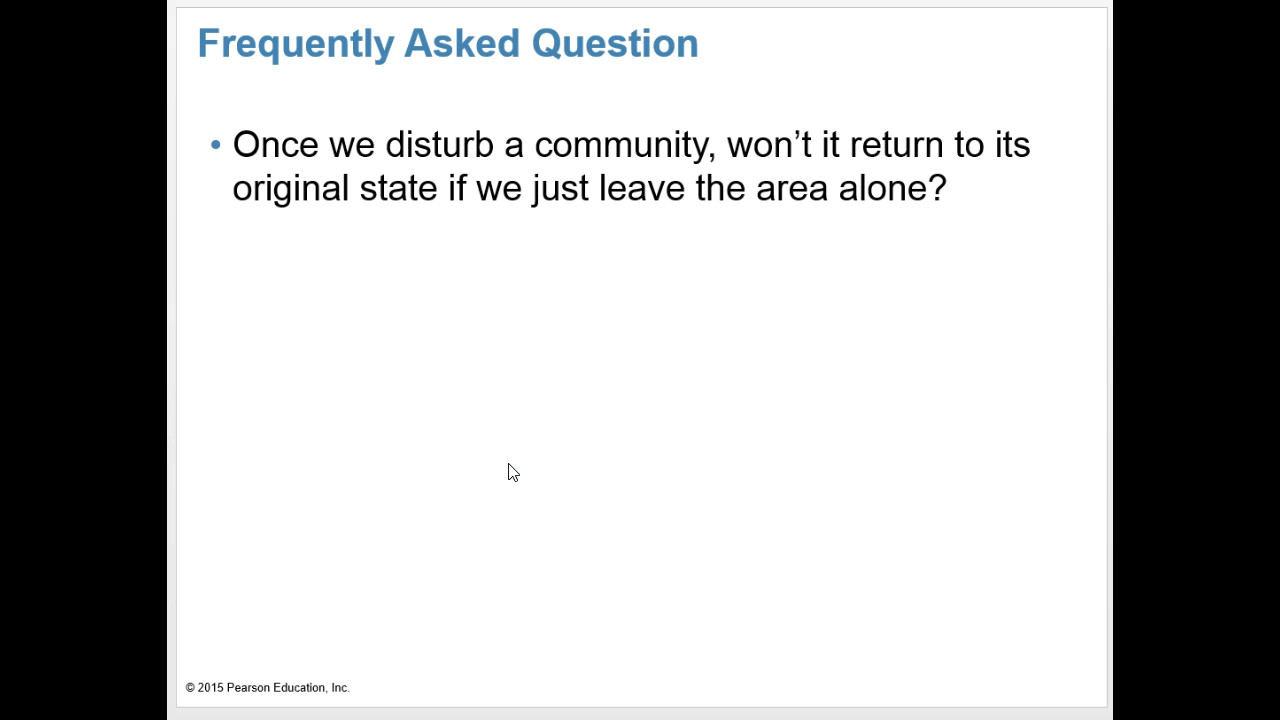 Frequently Asked Question
• Once we disturb a community, won’t it return to its
original state if we just leave the area alone?
© 2015 Pearson Education, Inc.